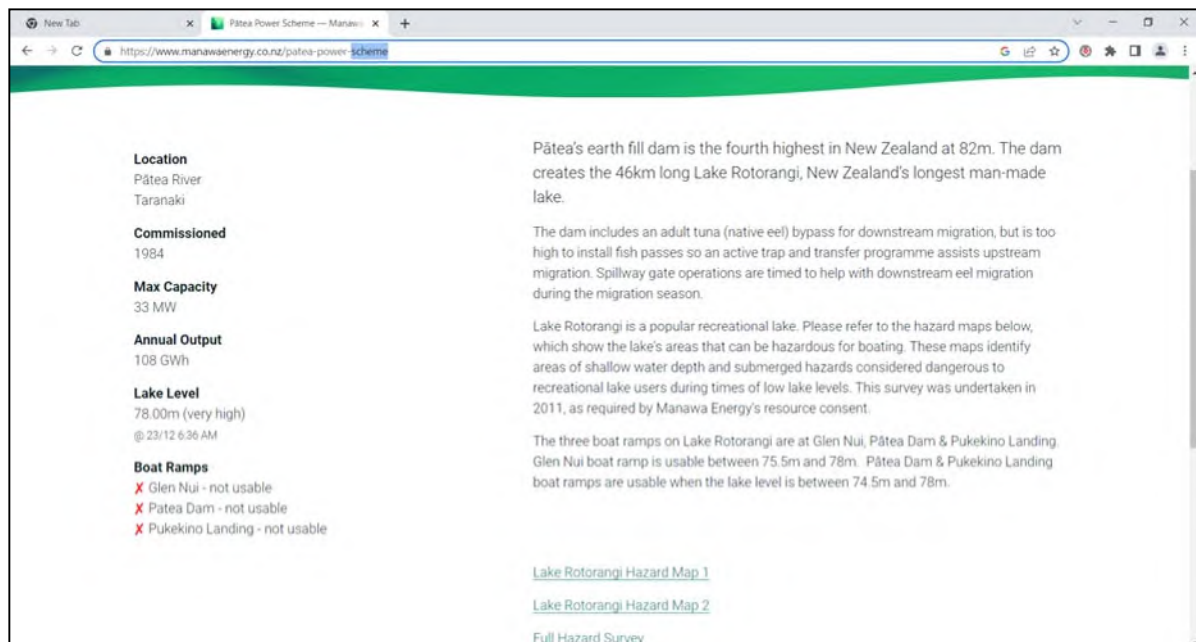 New Tab
Pātea Power Scheme — Manawa
https://www.manawaenergy.co.nz/patea-power-scheme
Location
Pātea River
Taranaki
Commissioned
1984
Max Capacity
33 MW
Annual Output
108 GWh
Lake Level
78.00m (very high)
@ 23/12 6:36 AM
Boat Ramps
✗ Glen Nui - not usable
✗ Patea Dam - not usable
✗ Pukekino Landing - not usable
Pātea's earth fill dam is the fourth highest in New Zealand at 82m. The dam
creates the 46km long Lake Rotorangi, New Zealand's longest man-made
lake.
The dam includes an adult tuna (native eel) bypass for downstream migration, but is too
high to install fish passes so an active trap and transfer programme assists upstream
migration. Spillway gate operations are timed to help with downstream eel migration
during the migration season.
Lake Rotorangi is a popular recreational lake. Please refer to the hazard maps below,
which show the lake's areas that can be hazardous for boating. These maps identify
areas of shallow water depth and submerged hazards considered dangerous to
recreational lake users during times of low lake levels. This survey was undertaken in
2011, as required by Manawa Energy's resource consent.
The three boat ramps on Lake Rotorangi are at Glen Nui, Pātea Dam & Pukekino Landing.
Glen Nui boat ramp is usable between 75.5m and 78m. Pātea Dam & Pukekino Landing
boat ramps are usable when the lake level is between 74.5m and 78m.
Lake Rotorangi Hazard Map 1
Lake Rotorangi Hazard Map 2
Full Hazard Survey